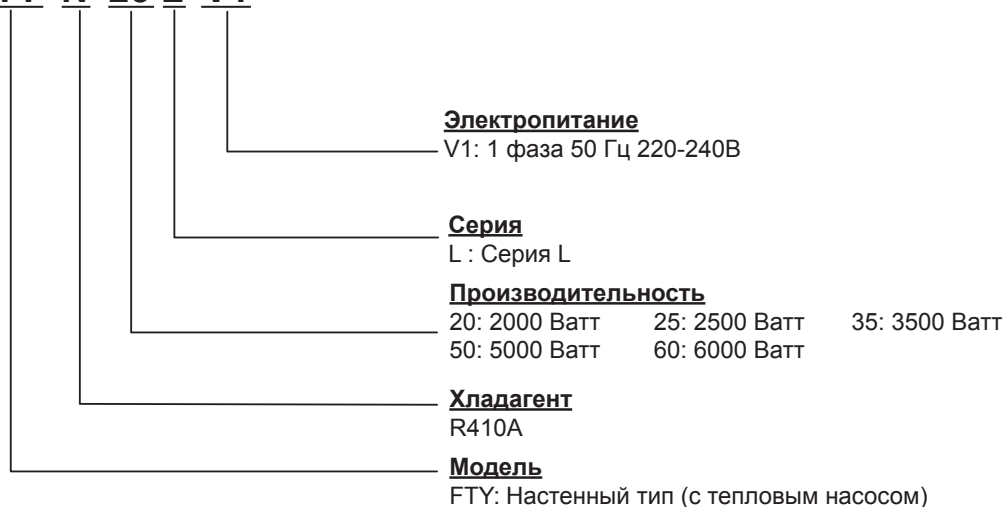 Электропитание
V1: 1 фаза 50 Гц 220-240В
Серия
L : Серия L
Производительность
20: 2000 Ватт 25: 2500 Ватт 35: 3500 Ватт
50: 5000 Ватт 60: 6000 Ватт
Хладагент
R410A
Модель
FTY: Настенный тип (с тепловым насосом)